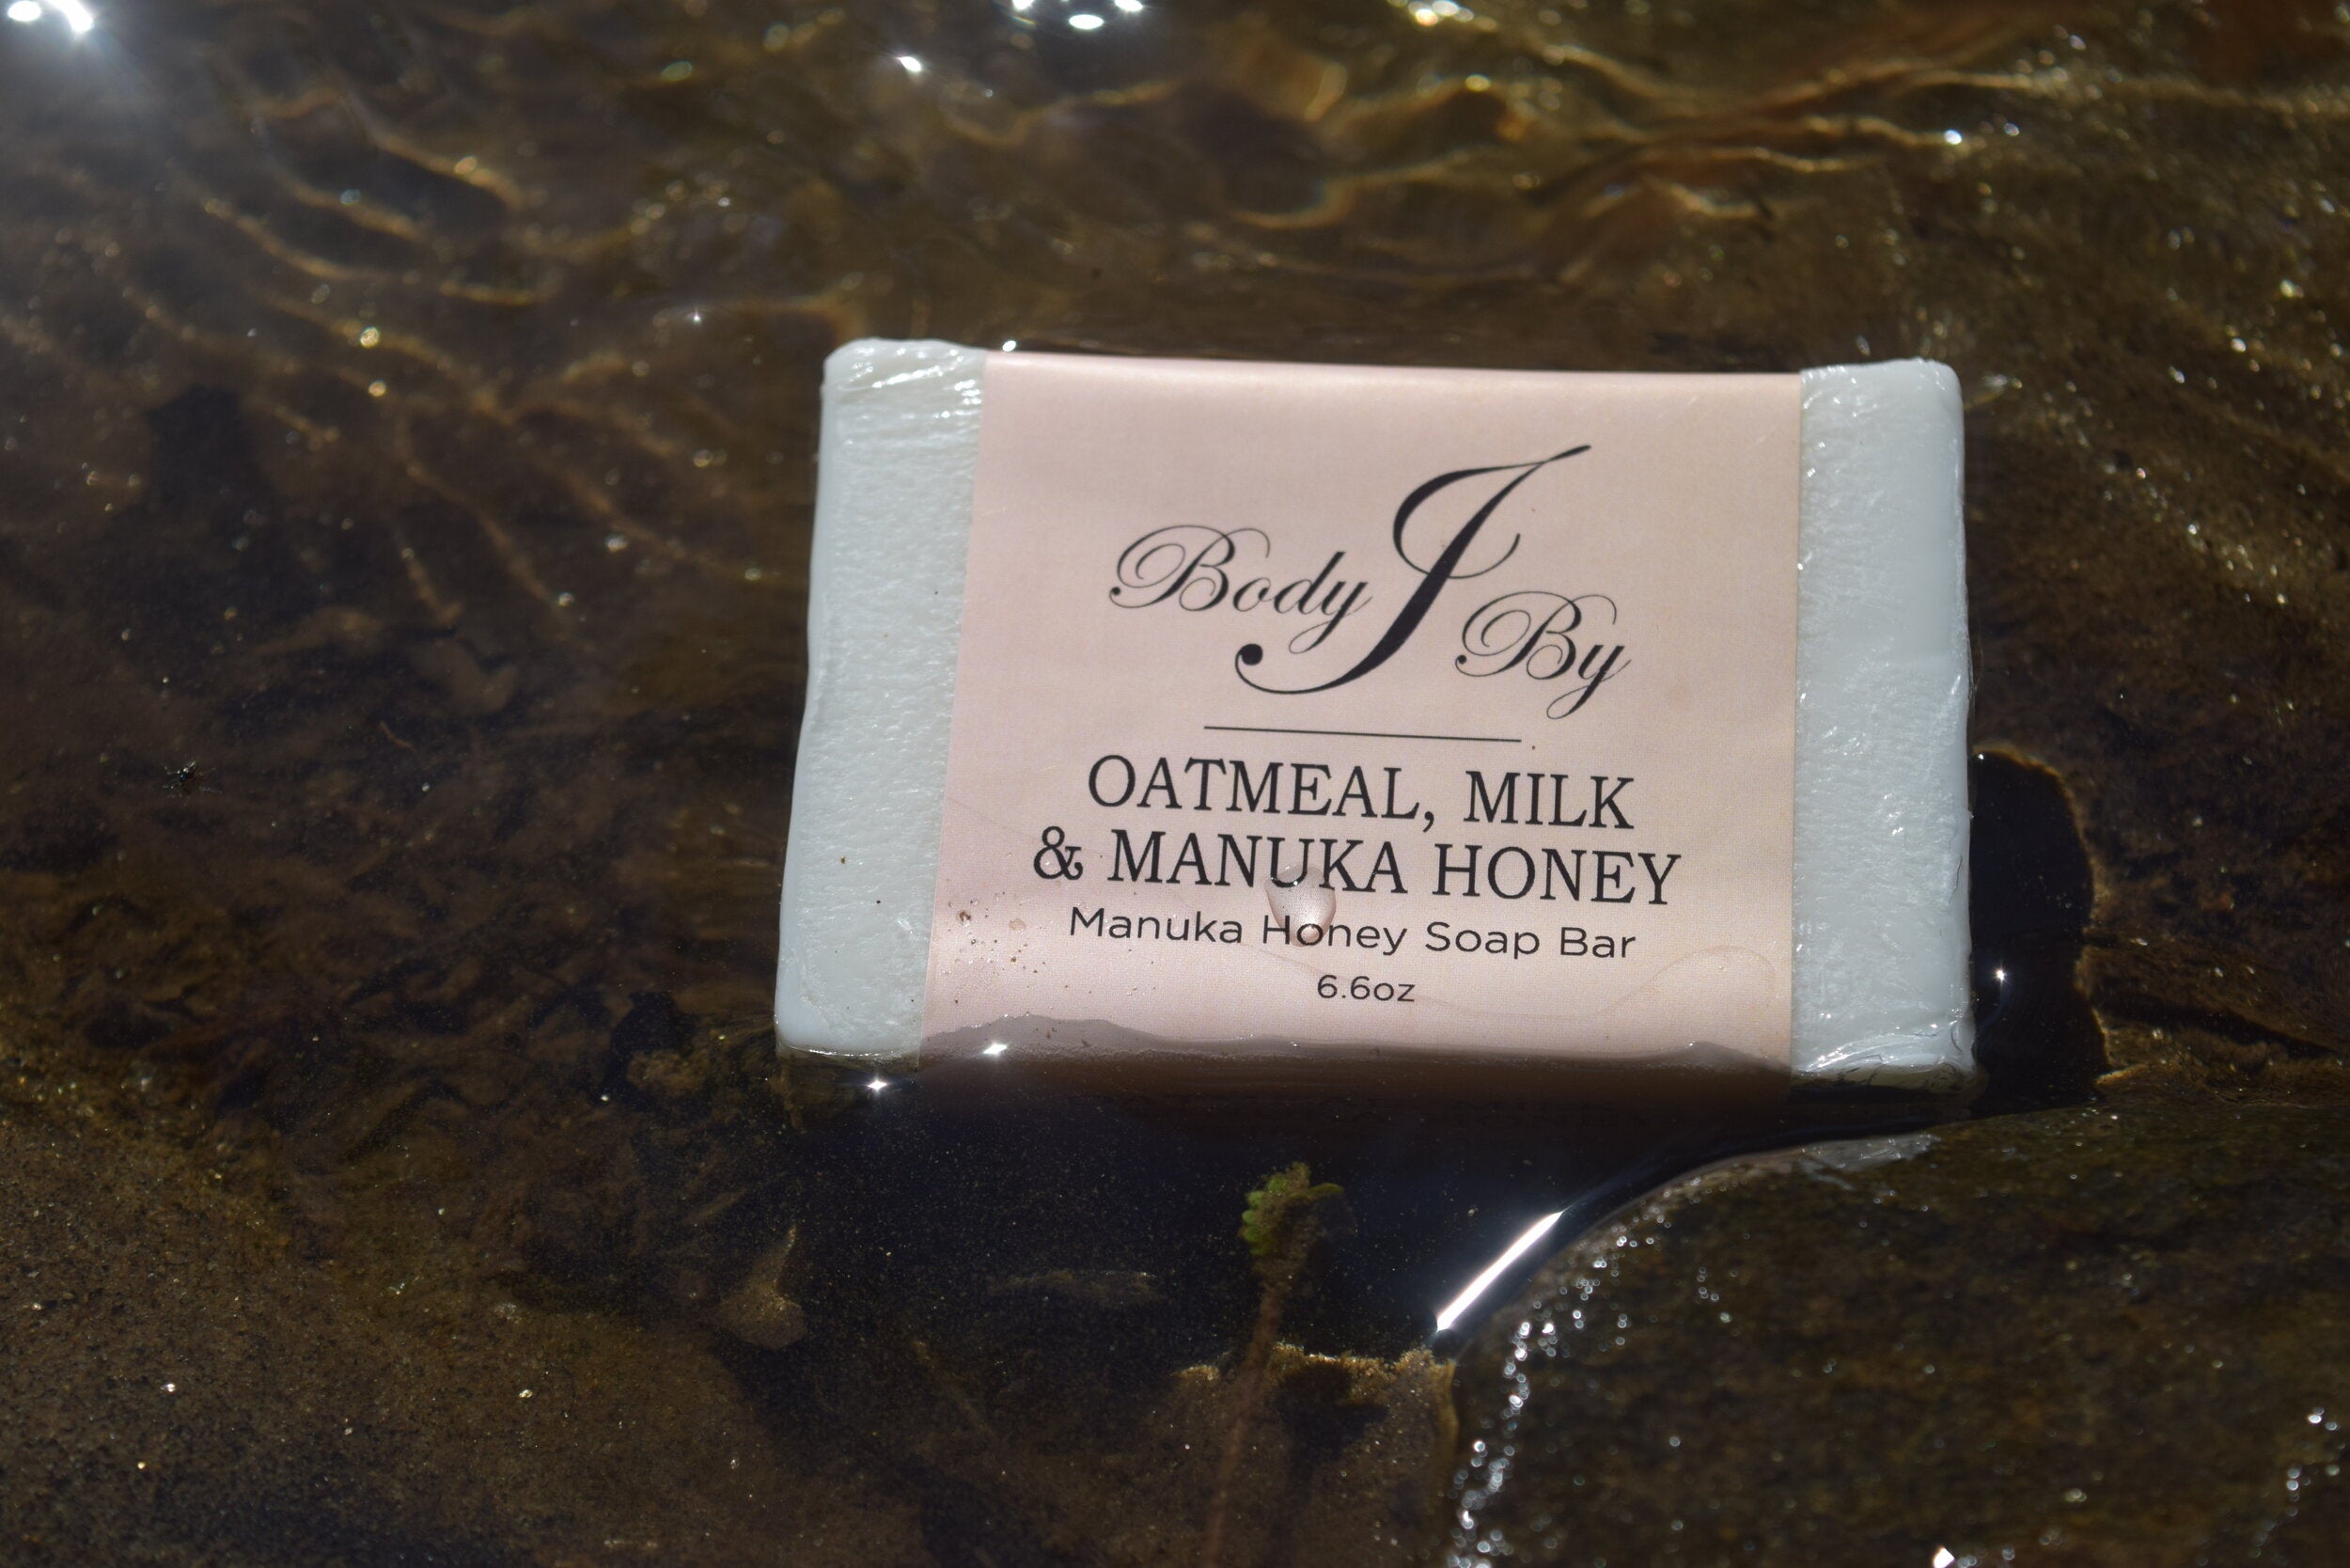 Body J By
OATMEAL, MILK
& MANUKA HONEY
Manuka Honey Soap Bar
6.6oz